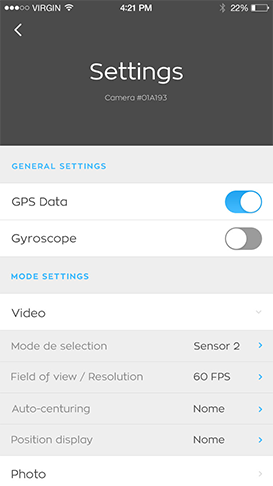 VIRGIN 4:21 PM 22%
Settings
Camera #01A193
GENERAL SETTINGS
GPS Data
Gyroscope
MODE SETTINGS
Video
Mode de selection Sensor 2
Field of view / Resolution 60 FPS
Auto-centuring Nome
Position display Nome
Photo